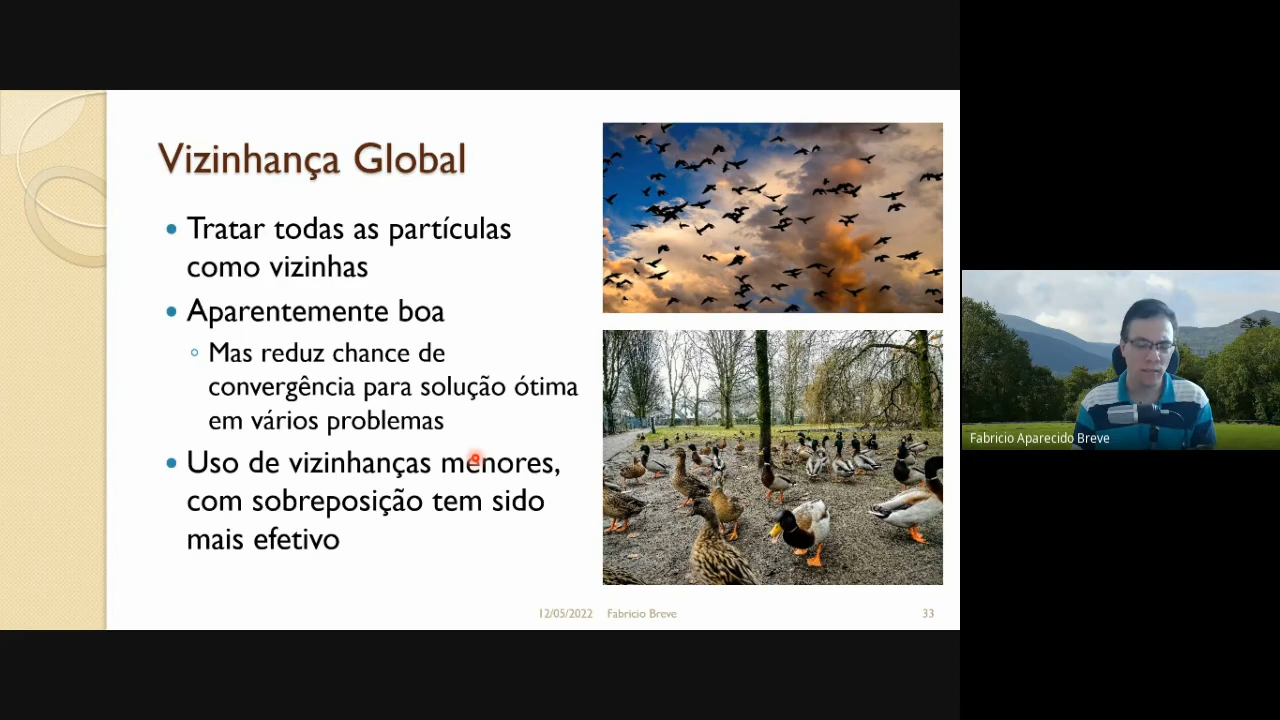 Vizinhança Global
• Tratar todas as partículas
como vizinhas
• Aparentemente boa
◦ Mas reduz chance de
convergência para solução ótima
em vários problemas
• Uso de vizinhanças menores,
com sobreposição tem sido
mais efetivo
12/05/2022 Fabricio Breve 33
Fabricio Aparecido Breve